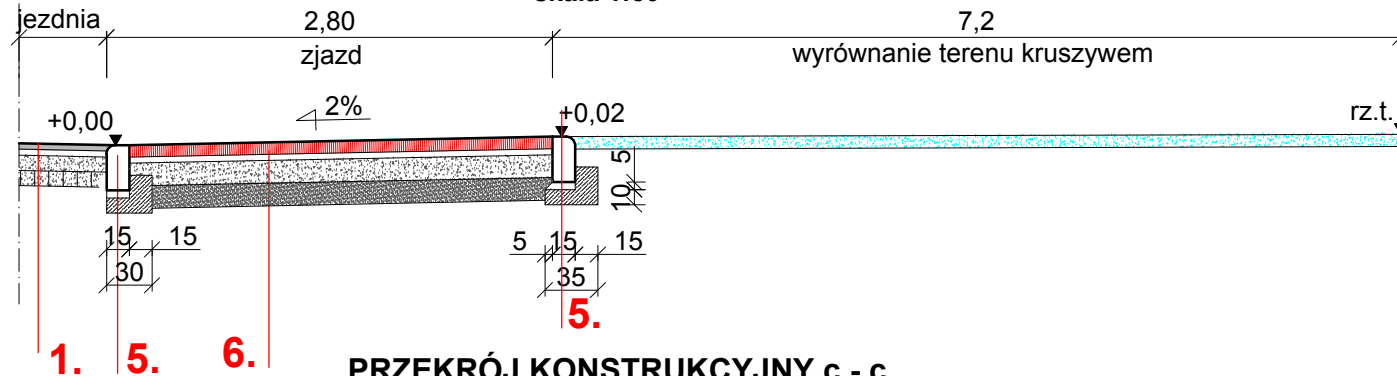 jezdnia 2,80 7,2
zjazd wyrównanie terenu kruszywem
+0,00 2% +0,02 rz.t.
5
10
15 15 5 15 15
30 35
5.
1. 5. 6.
PRZEKRÓJ KONSTRUKCYJNY c - c